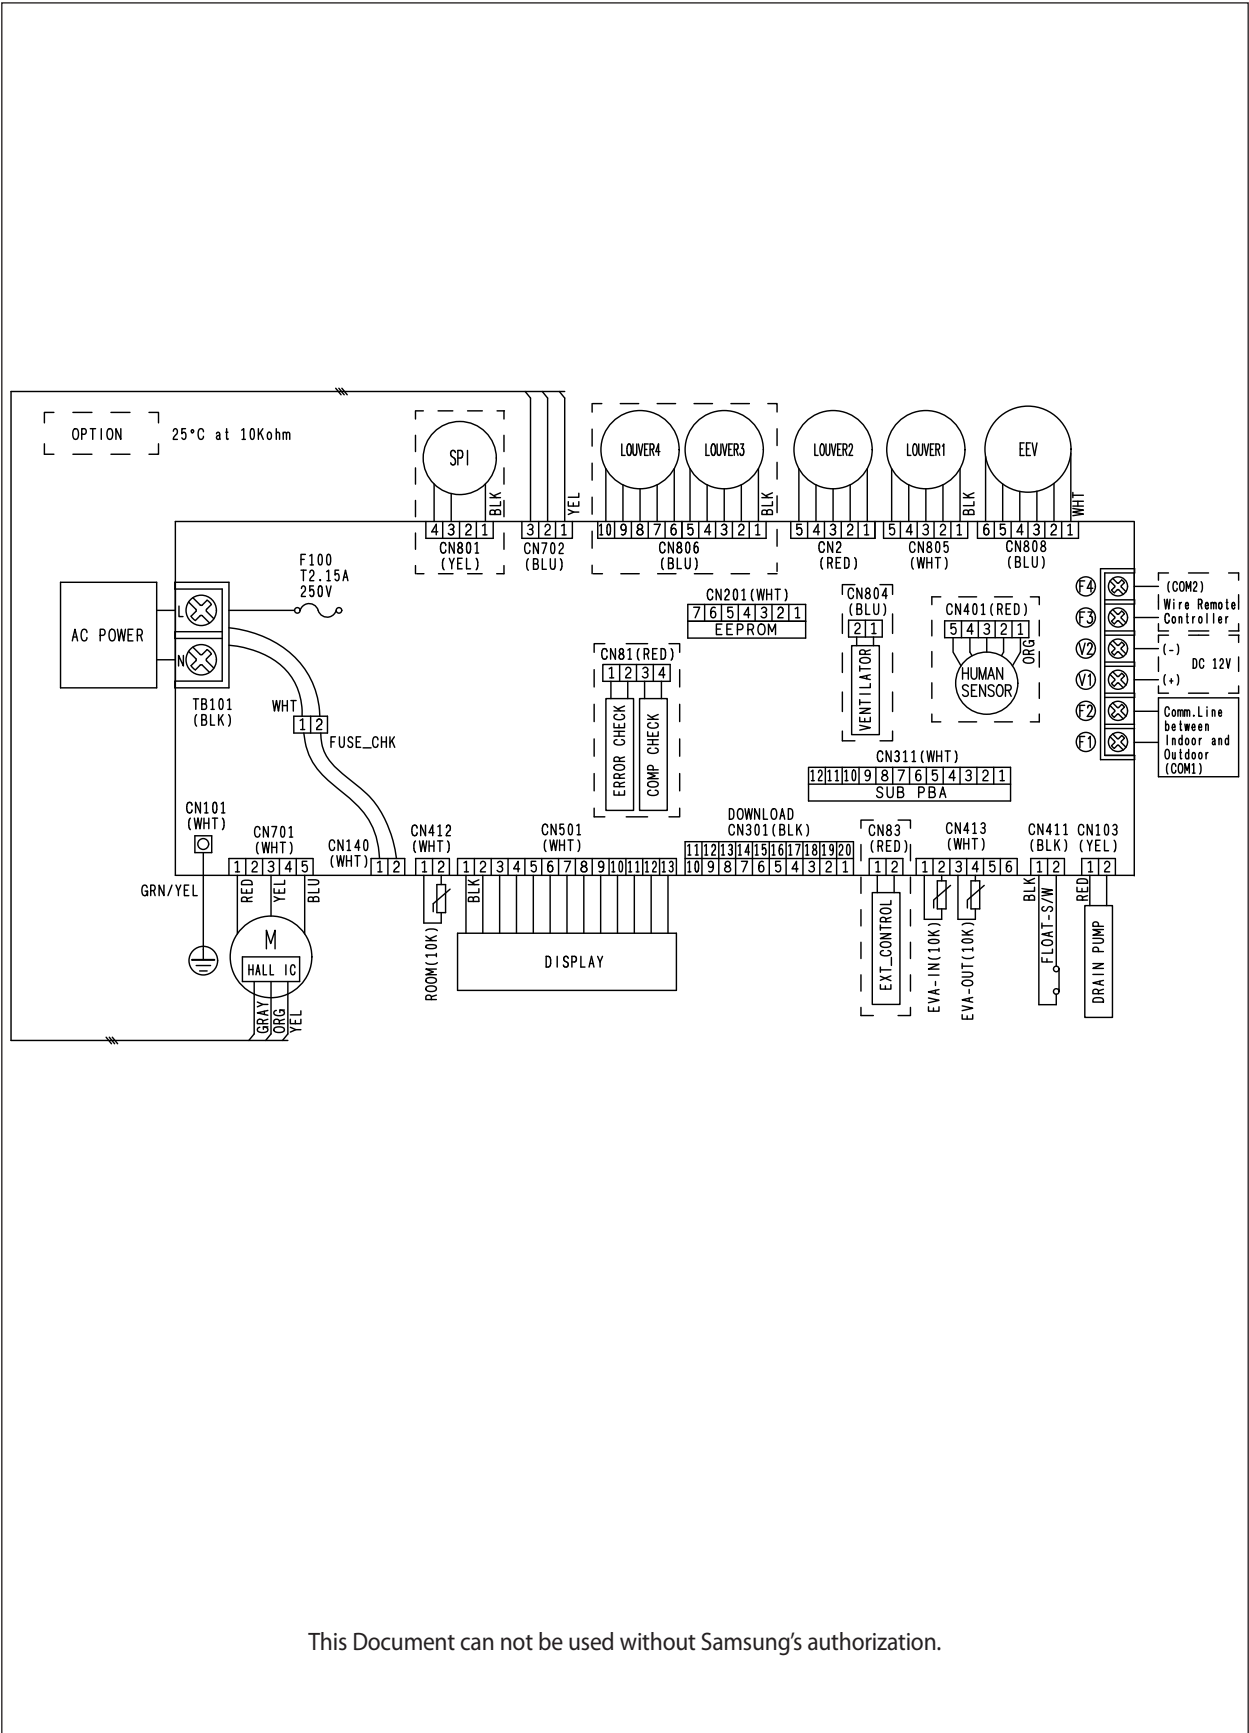 OPTION 25°C at 10Kohm
SPI
LOUVER4
LOUVER3
LOUVER2
LOUVER1
EEV
BLK
YEL
BLK
BLK
WHT
4 3 2 1
3 2 1
10 9 8 7 6 5 4 3 2 1
5 4 3 2 1
5 4 3 2 1
6 5 4 3 2 1
CN801
(YEL)
CN702
(BLU)
CN806
(BLU)
CN2
(RED)
CN805
(WHT)
CN808
(BLU)
F100
T2.15A
250V
AC POWER
L
N
TB101
(BLK)
WHT
1 2
FUSE_CHK
CN201(WHT)
7 6 5 4 3 2 1
EEPROM
CN81(RED)
1 2 3 4
ERROR CHECK
COMP CHECK
CN804
(BLU)
2 1
VENTILATOR
CN401(RED)
5 4 3 2 1
ORG
HUMAN
SENSOR
F4
F3
V2
V1
F2
F1
(COM2)
Wire Remote
Controller
(-)
DC 12V
(+)
Comm.Line
between
Indoor and
Outdoor
(COM1)
CN311(WHT)
12 11 10 9 8 7 6 5 4 3 2 1
SUB PBA
CN101
(WHT)
GRN/YEL
CN701
(WHT)
1 2 3 4 5
RED
YEL
BLU
M
HALL IC
GRAY
ORG
YEL
CN140
(WHT)
1 2
CN412
(WHT)
1 2
ROOM(10K)
CN501
(WHT)
1 2 3 4 5 6 7 8 9 10 11 12 13
BLK
DISPLAY
DOWNLOAD
CN301(BLK)
11 12 13 14 15 16 17 18 19 20
10 9 8 7 6 5 4 3 2 1
CN83
(RED)
1 2
EXT_CONTROL
CN413
(WHT)
1 2 3 4 5 6
EVA-IN(10K)
EVA-OUT(10K)
CN411
(BLK)
1 2
BLK
FLOAT-S/W
CN103
(YEL)
1 2
RED
DRAIN PUMP
This Document can not be used without Samsung's authorization.